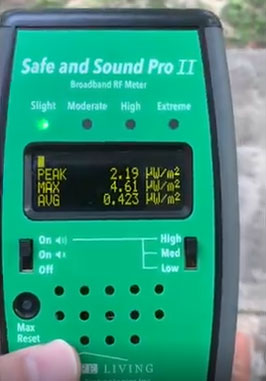 Safe and Sound Pro II
Broadband RF Meter
Slight Moderate High Extreme
PEAK 2.19 µW/m²
MAX 4.61 µW/m²
AVG 0.423 µW/m²
On High
On Med
Off Low
Max
Reset
LIVING